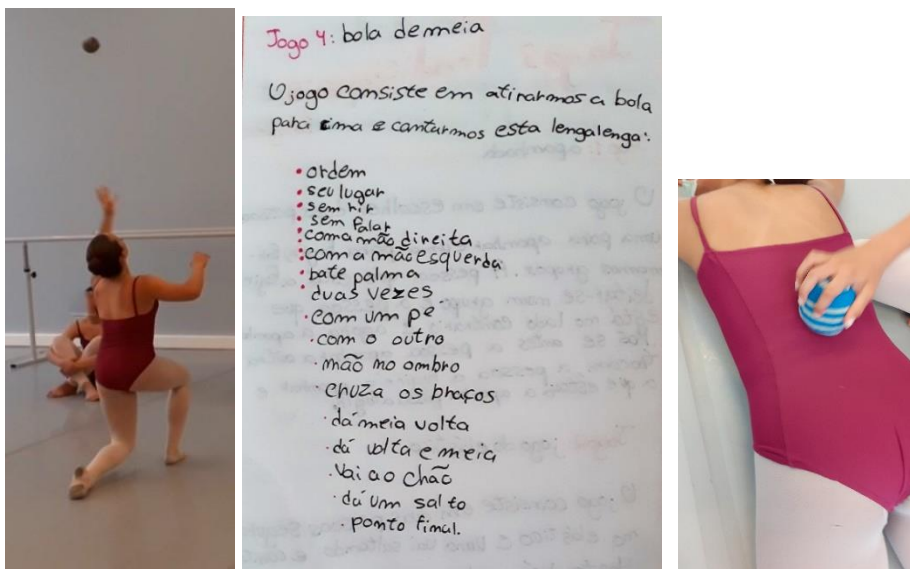 Jogo 4: bola de meia
O jogo consiste em atirarmos a bola
para cima e cantarmos esta lengalenga:
• ordem
• seu lugar
• sem rir
• sem falar
• com a mão direita
• com a mão esquerda
• bate palma
• duas vezes
• com um pé
• com o outro
• mão no ombro
• cruza os braços
• dá meia volta
• dá volta e meia
• Vai ao chão
• dá um salto
• ponto final.